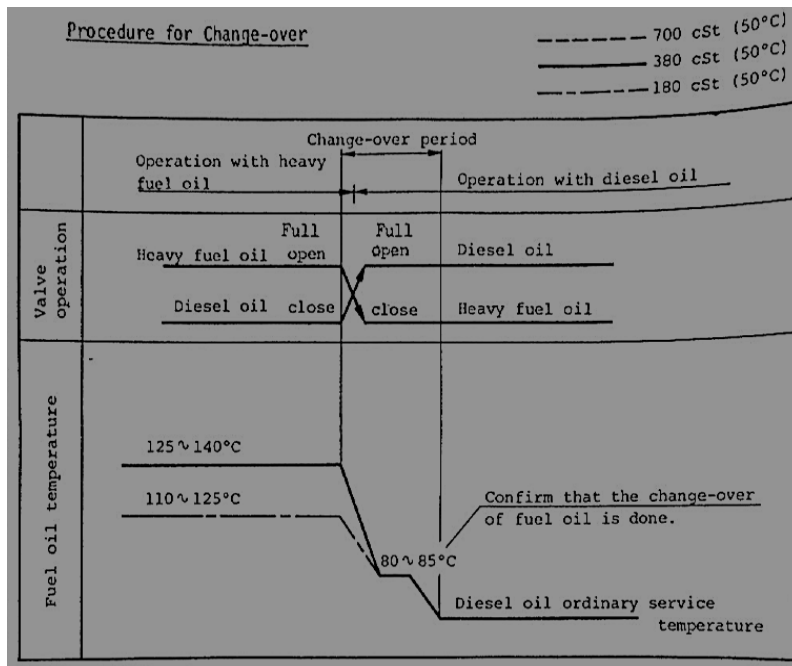 Procedure for Change-over
700 cSt (50°C)
380 cSt (50°C)
180 cSt (50°C)
Change-over period
Operation with heavy
fuel oil
Operation with diesel oil
Valve
operation
Full
open
Full
open
Heavy fuel oil
Diesel oil
Diesel oil
close
close
Heavy fuel oil
Fuel oil temperature
125~140°C
110~125°C
80~85°C
Confirm that the change-over
of fuel oil is done.
Diesel oil ordinary service
temperature